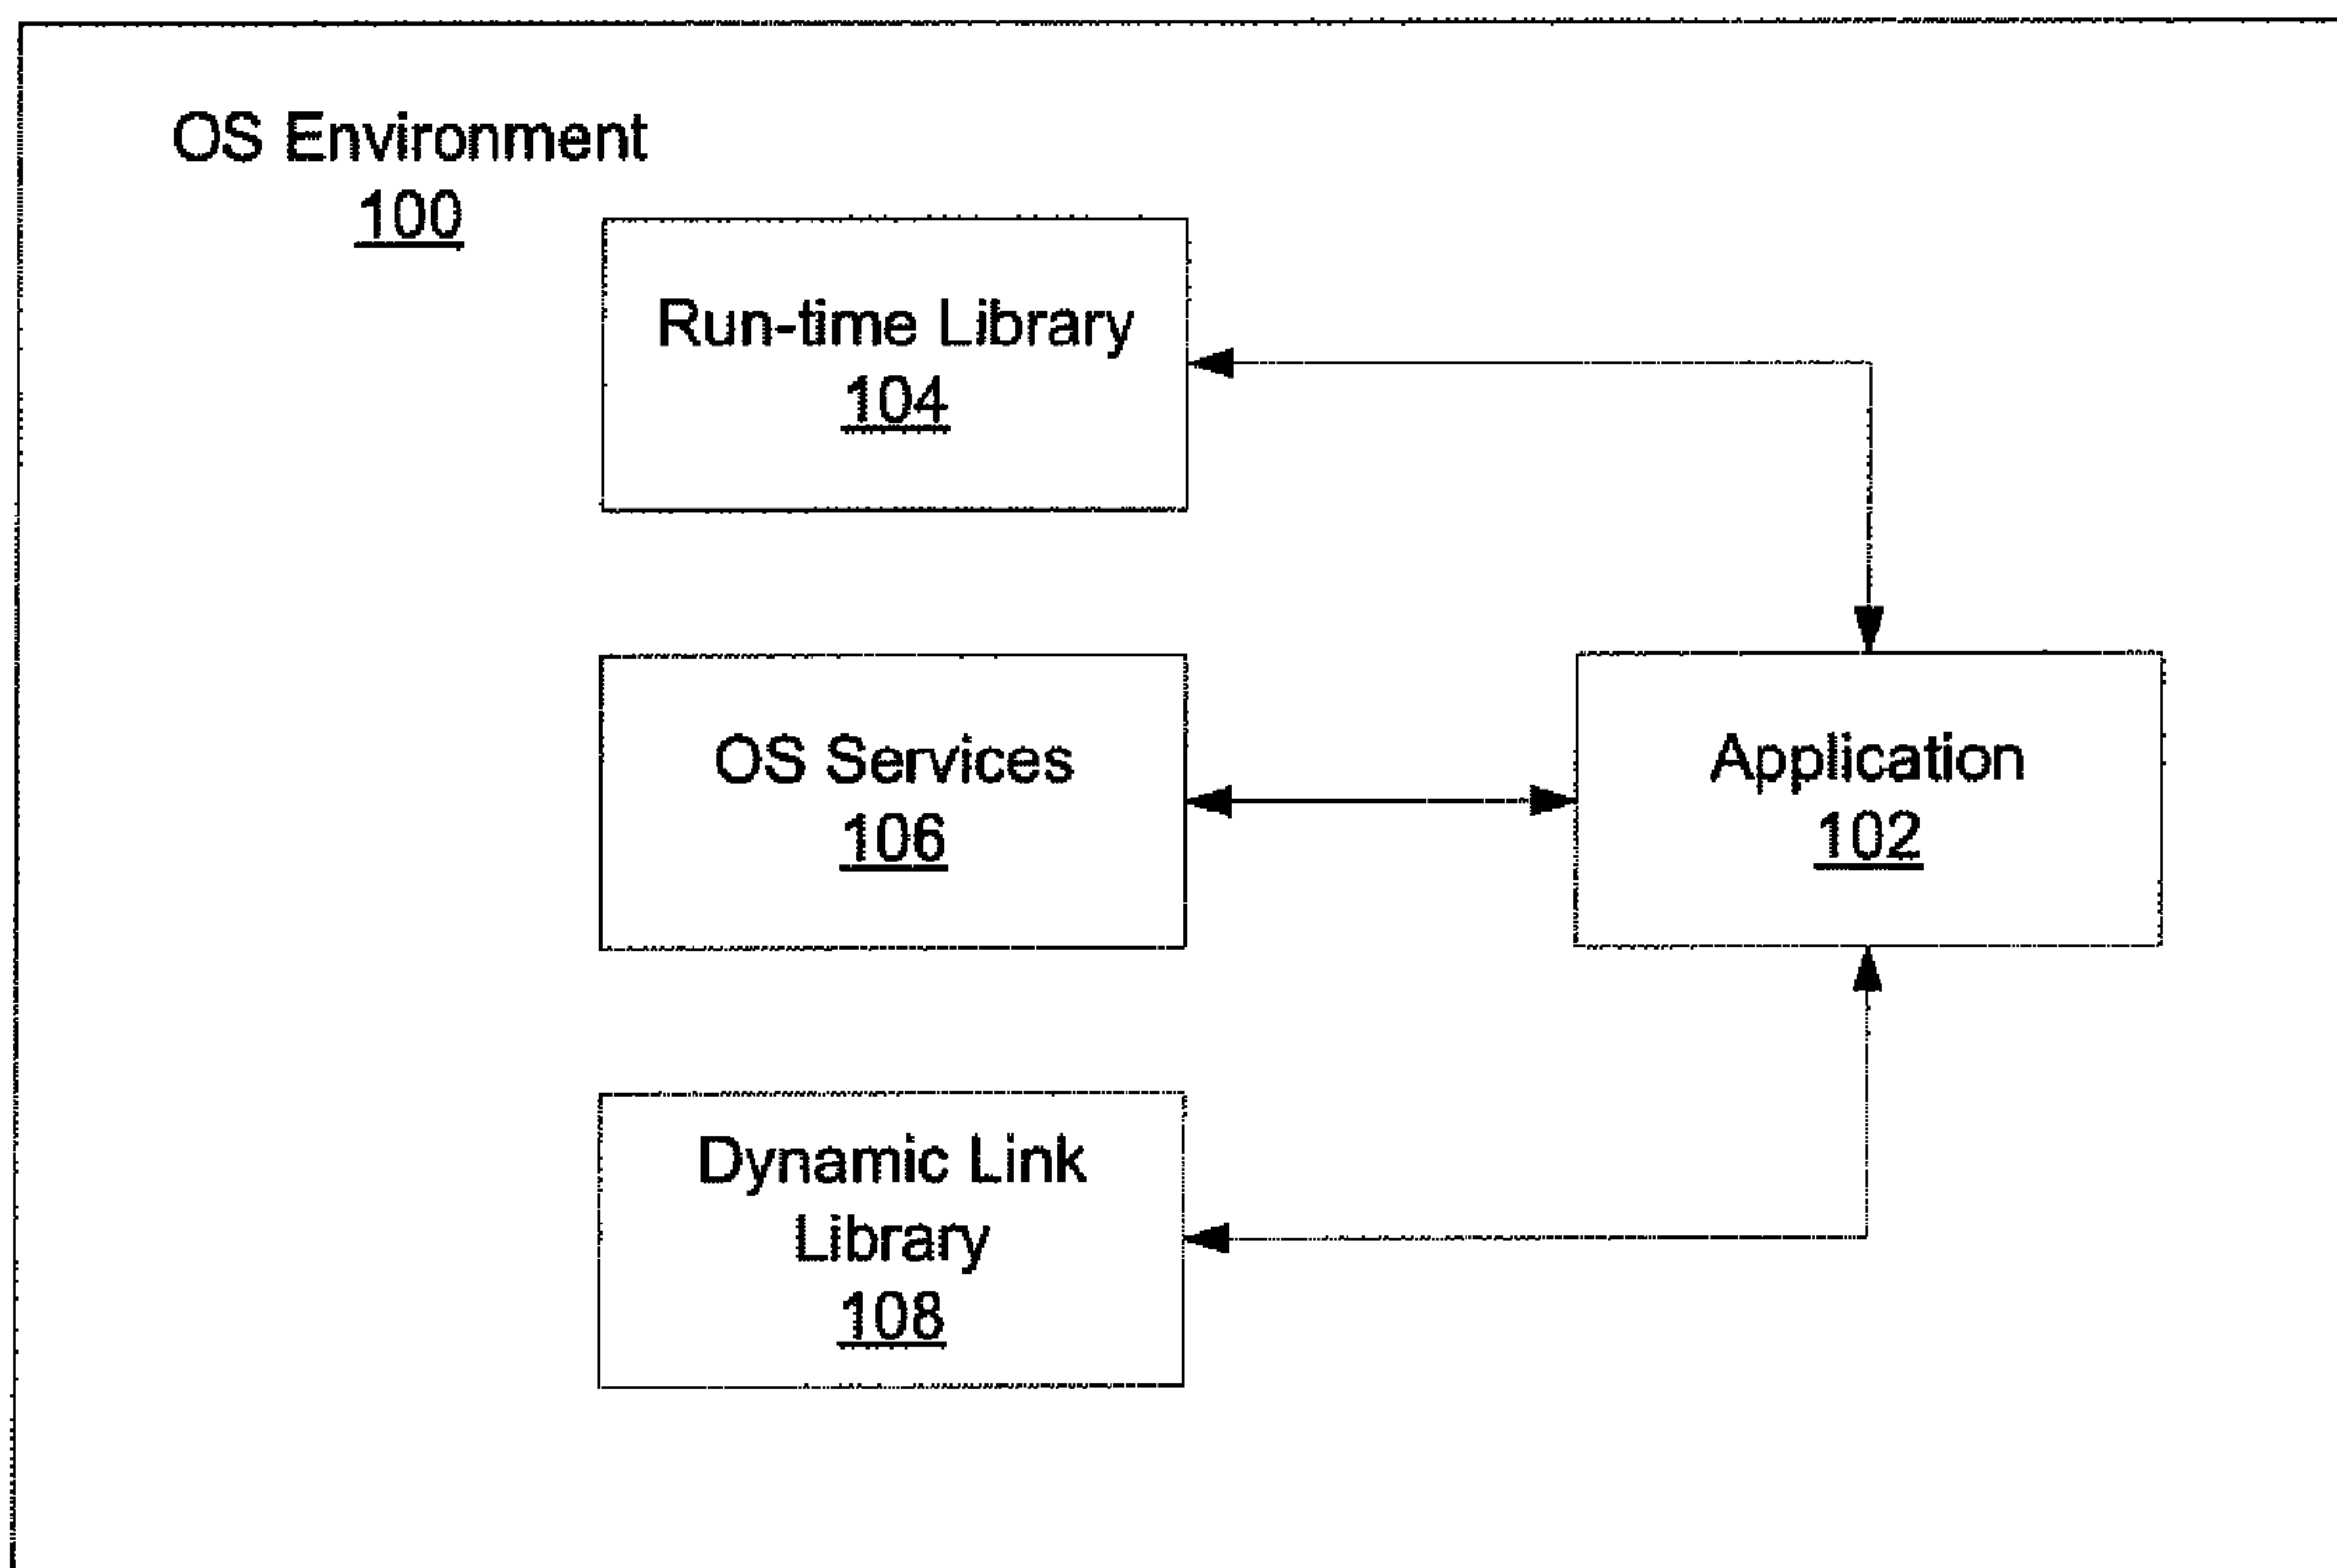 OS Environment
100
Run-time Library
104
OS Services
106
Application
102
Dynamic Link
Library
108